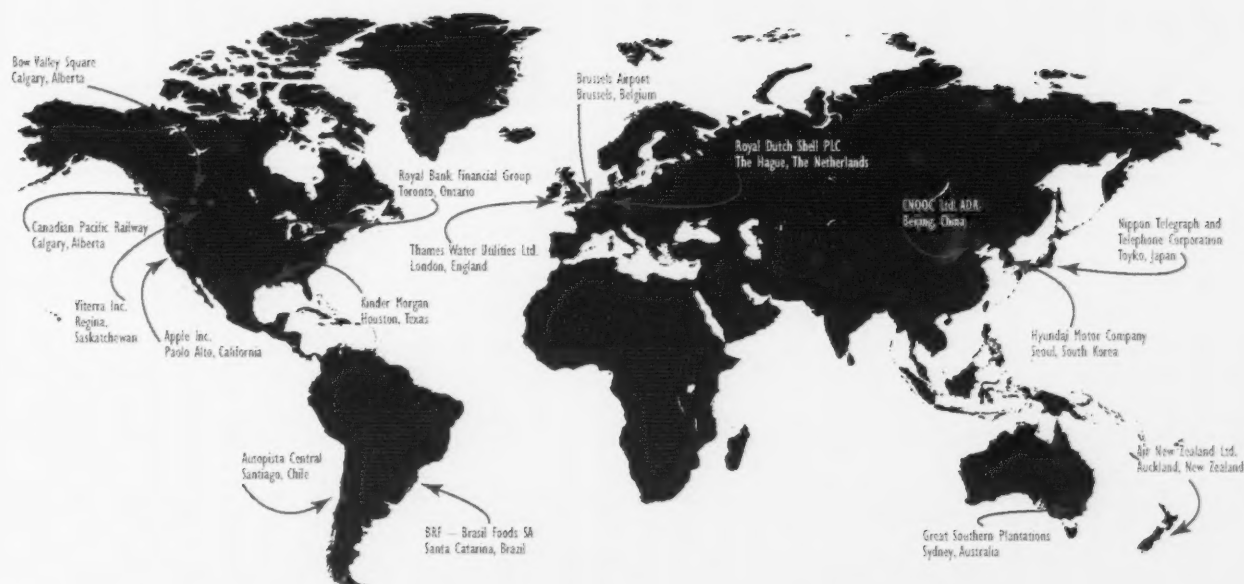 Bow Valley Square
Calgary, Alberta
Brussels Airport
Brussels, Belgium
Royal Dutch Shell PLC
The Hague, The Netherlands
Royal Bank Financial Group
Toronto, Ontario
CNOOC Ltd. ADR
Beijing, China
Canadian Pacific Railway
Calgary, Alberta
Thames Water Utilities Ltd.
London, England
Nippon Telegraph and
Telephone Corporation
Toyko, Japan
Viterra Inc.
Regina,
Saskatchewan
Apple Inc.
Paolo Alto, California
Kinder Morgan
Houston, Texas
Hyundai Motor Company
Seoul, South Korea
Autopista Central
Santiago, Chile
Air New Zealand Ltd.
Auckland, New Zealand
BRF — Brasil Foods SA
Santa Catarina, Brazil
Great Southern Plantations
Sydney, Australia